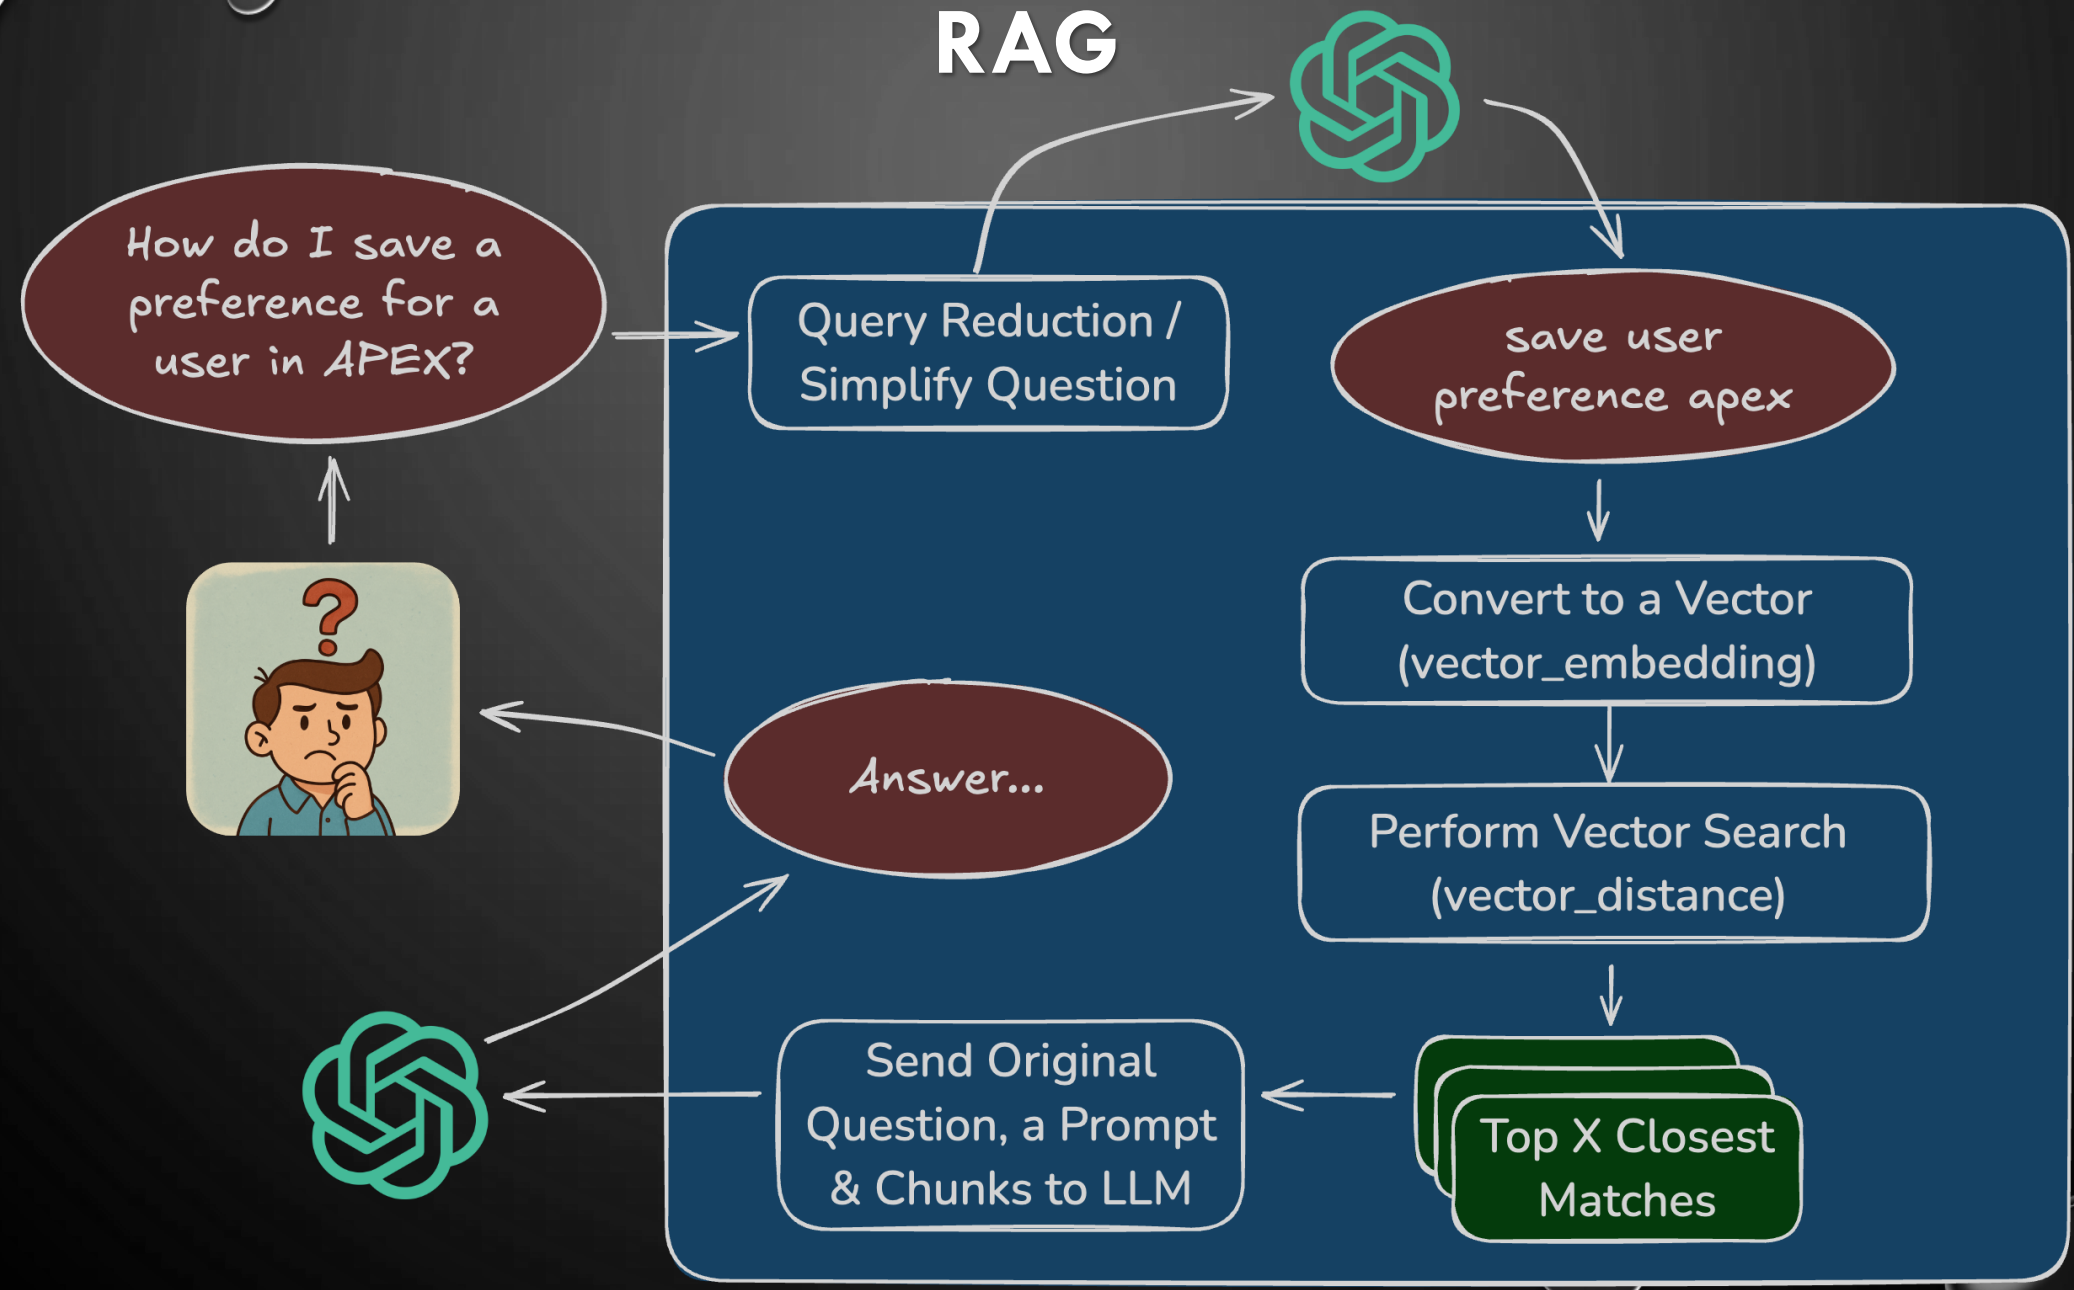 RAG
How do I save a
preference for a
user in APEX?
Query Reduction /
Simplify Question
save user
preference apex
Convert to a Vector
(vector_embedding)
Perform Vector Search
(vector_distance)
Top X Closest
Matches
Send Original
Question, a Prompt
& Chunks to LLM
Answer...
?